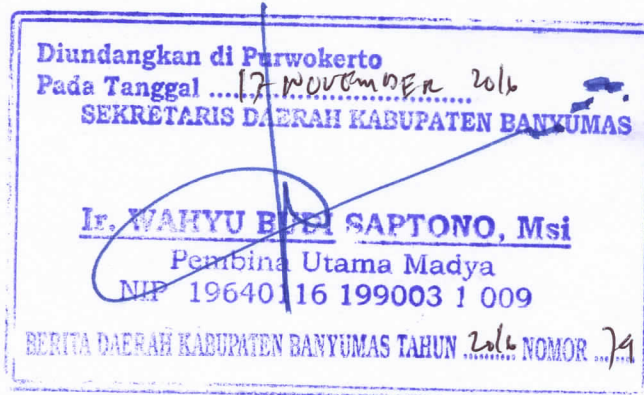 Diundangkan di Purwokerto
Pada Tanggal ....17 NOVEMBER 2016
SEKRETARIS DAERAH KABUPATEN BANYUMAS
Ir. WAHYU BUDI SAPTONO, Msi
Pembina Utama Madya
NIP 19640116 199003 1 009
BERITA DAERAH KABUPATEN BANYUMAS TAHUN 2016 NOMOR 79